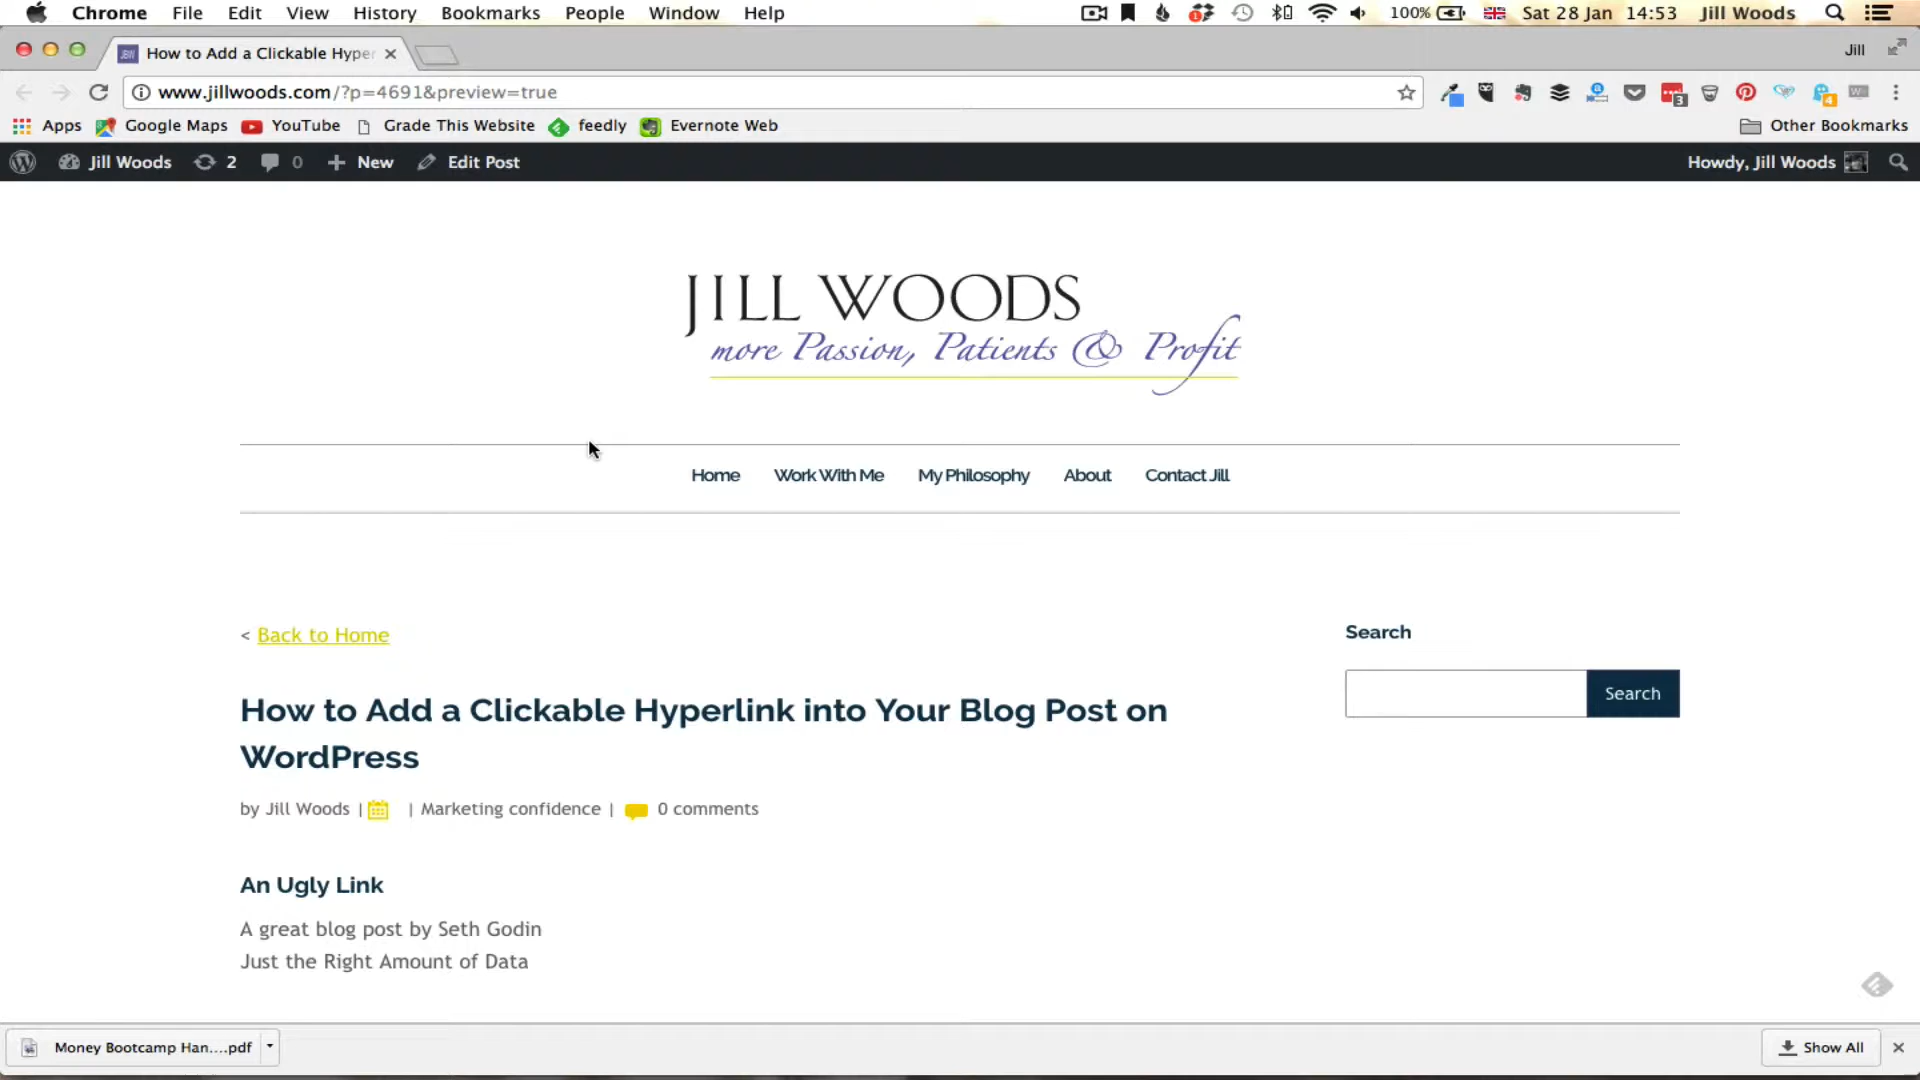 Chrome File Edit View History Bookmarks People Window Help 100% Sat 28 Jan 14:53 Jill Woods
How to Add a Clickable Hyper Jill
www.jillwoods.com/?p=4691&preview=true 3 4
Apps Google Maps YouTube Grade This Website feedly Evernote Web Other Bookmarks
Jill Woods 2 0 New Edit Post Howdy, Jill Woods
JILL WOODS
more Passion, Patients & Profit
Home Work With Me My Philosophy About Contact Jill
< Back to Home
Search
Search
How to Add a Clickable Hyperlink into Your Blog Post on
WordPress
by Jill Woods | | Marketing confidence | 0 comments
An Ugly Link
A great blog post by Seth Godin
Just the Right Amount of Data
Money Bootcamp Han....pdf Show All